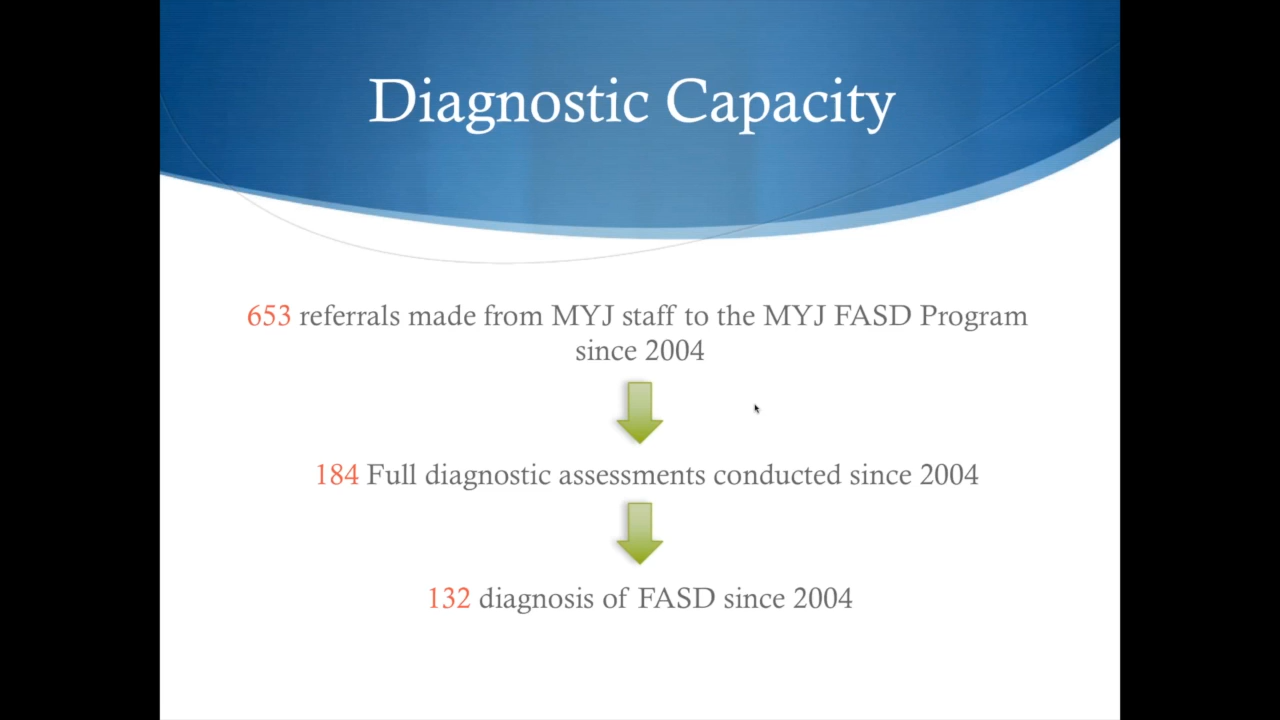 Diagnostic Capacity
653 referrals made from MYJ staff to the MYJ FASD Program
since 2004
184 Full diagnostic assessments conducted since 2004
132 diagnosis of FASD since 2004